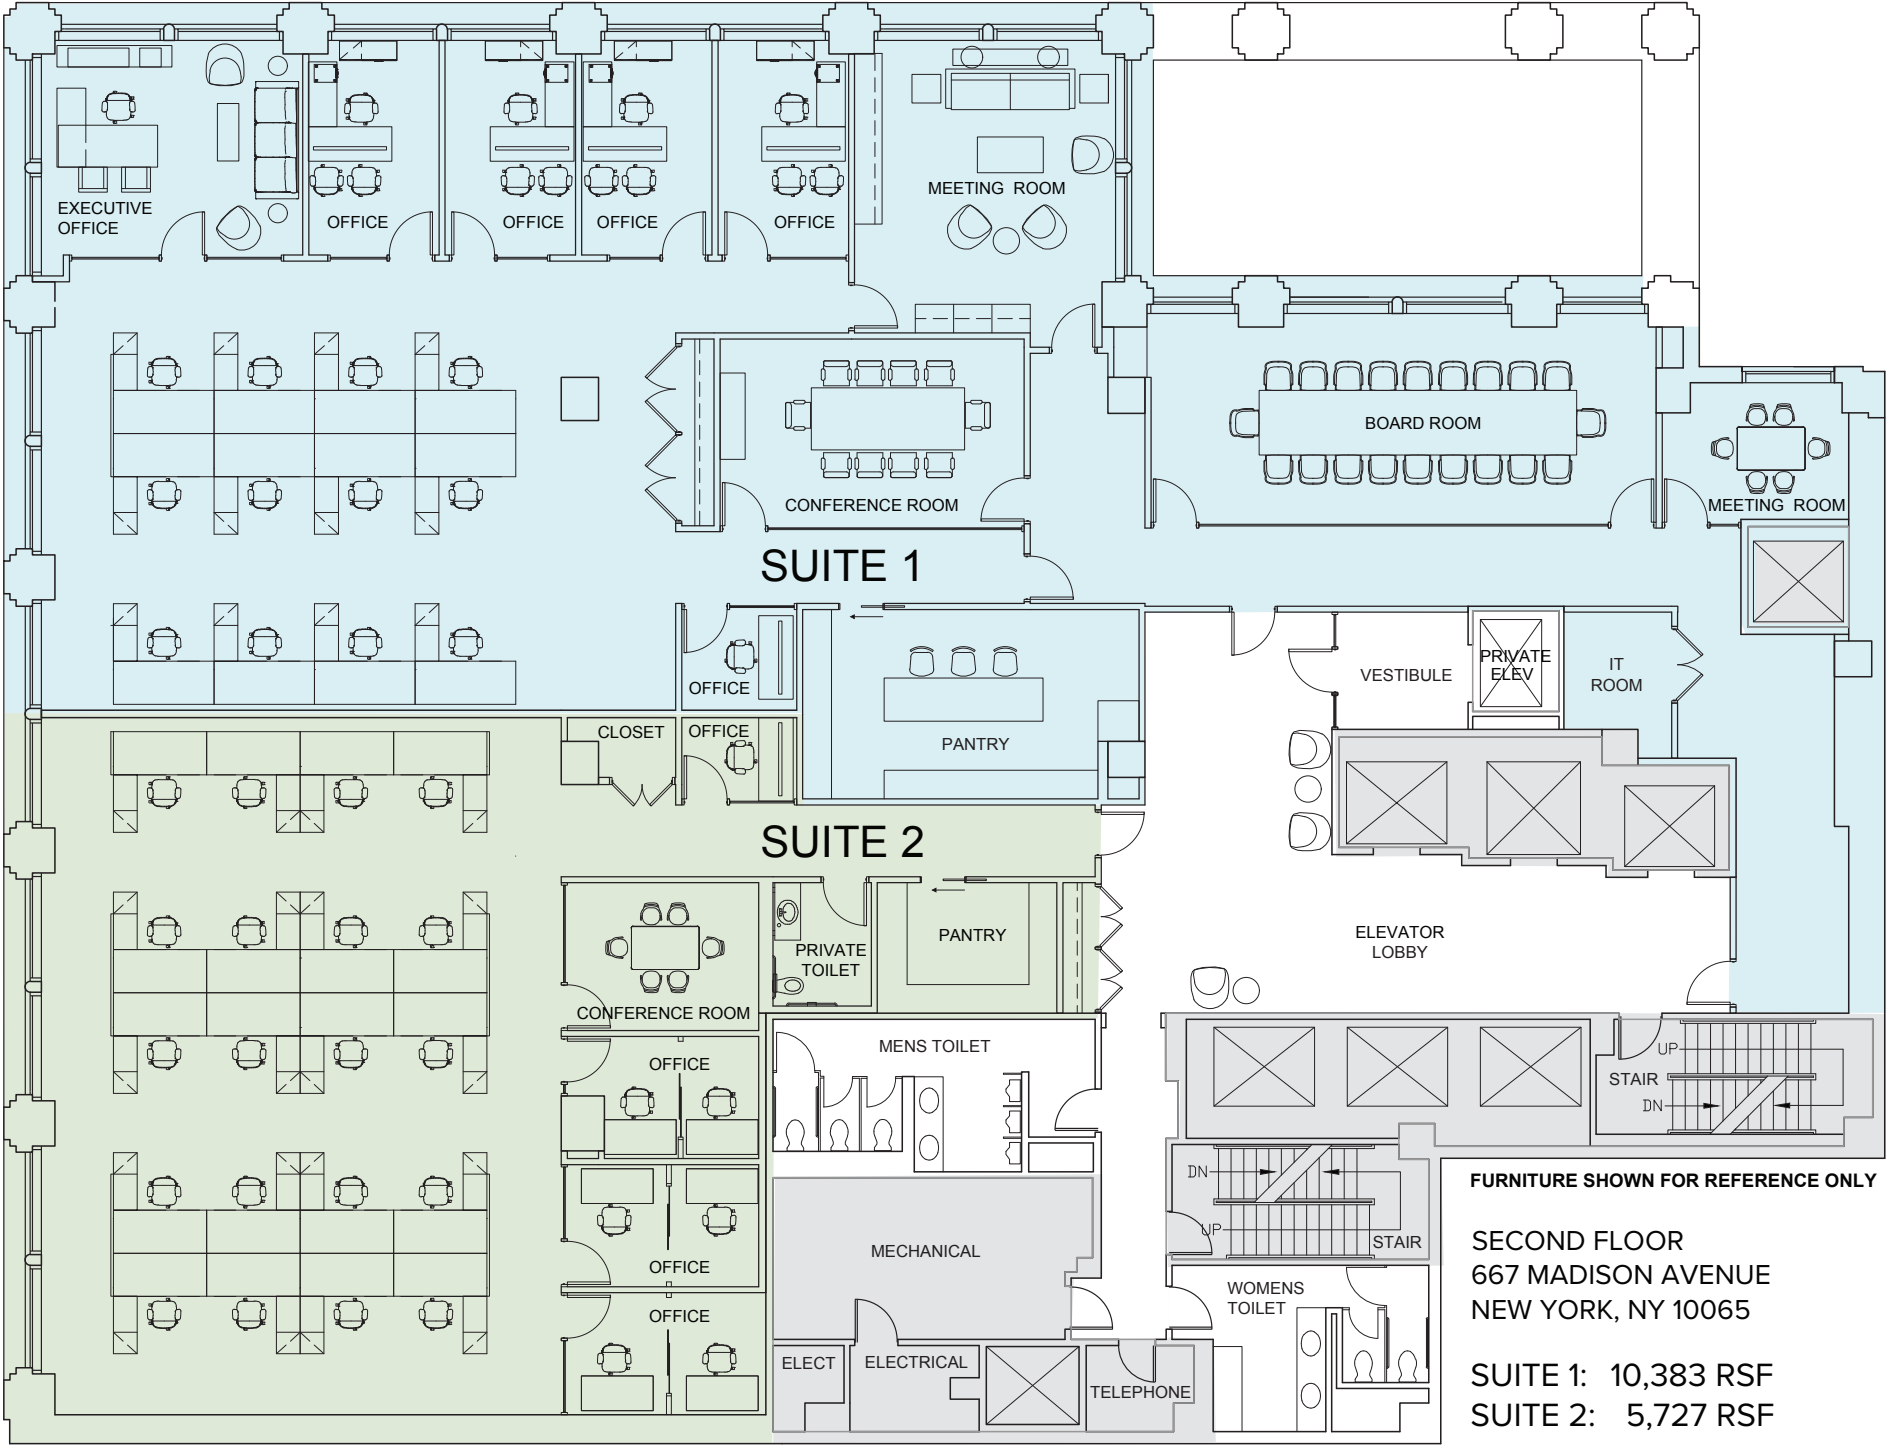 EXECUTIVE
OFFICE
OFFICE
OFFICE
OFFICE
OFFICE
MEETING ROOM
BOARD ROOM
CONFERENCE ROOM
MEETING ROOM
SUITE 1
OFFICE
PANTRY
VESTIBULE
PRIVATE
ELEV
IT
ROOM
CLOSET
OFFICE
SUITE 2
PRIVATE
TOILET
PANTRY
ELEVATOR
LOBBY
CONFERENCE ROOM
OFFICE
MENS TOILET
UP
STAIR
DN
DN
UP
STAIR
OFFICE
MECHANICAL
OFFICE
WOMENS
TOILET
ELECT
ELECTRICAL
TELEPHONE
FURNITURE SHOWN FOR REFERENCE ONLY
SECOND FLOOR
667 MADISON AVENUE
NEW YORK, NY 10065
SUITE 1: 10,383 RSF
SUITE 2: 5,727 RSF